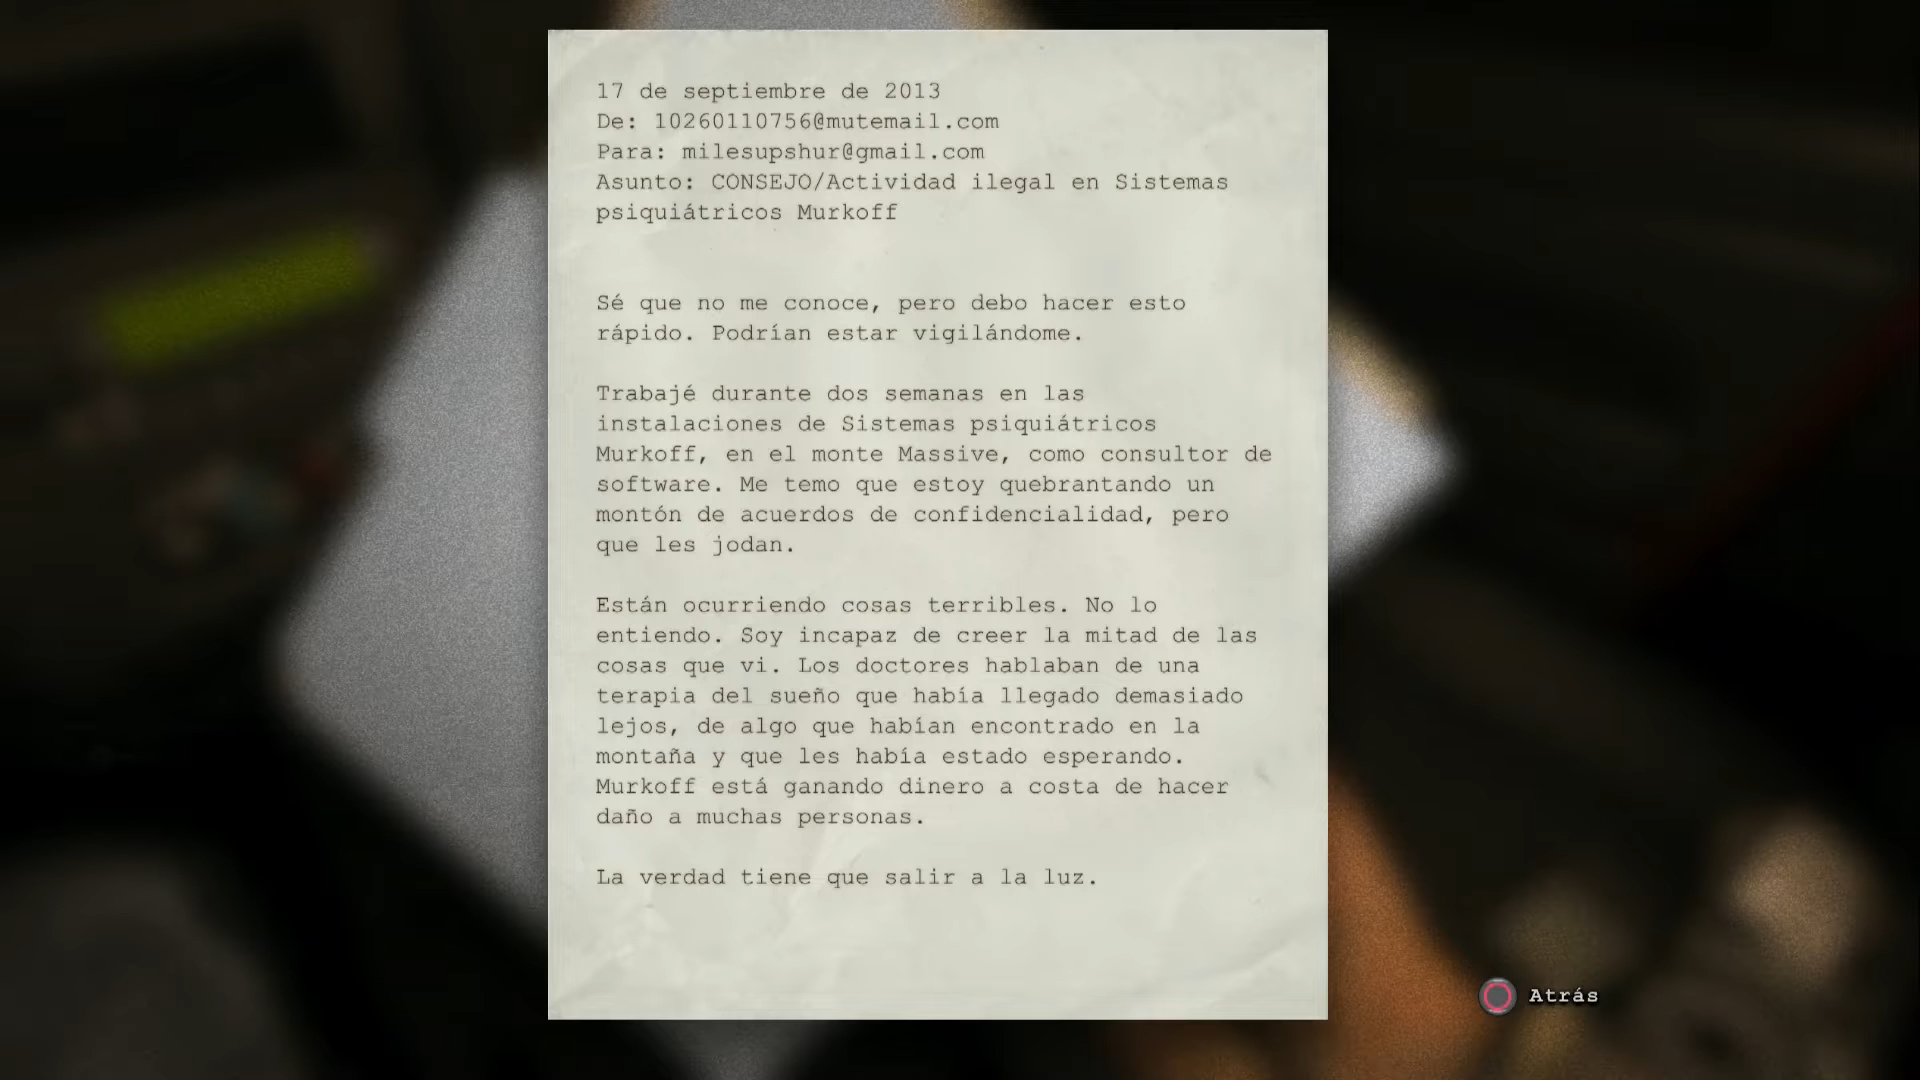 17 de septiembre de 2013
De: 10260110756@mutemail.com
Para: milesupshur@gmail.com
Asunto: CONSEJO/Actividad ilegal en Sistemas
psiquiátricos Murkoff
Sé que no me conoce, pero debo hacer esto
rápido. Podrían estar vigilándome.
Trabajé durante dos semanas en las
instalaciones de Sistemas psiquiátricos
Murkoff, en el monte Massive, como consultor de
software. Me temo que estoy quebrantando un
montón de acuerdos de confidencialidad, pero
que les jodan.
Están ocurriendo cosas terribles. No lo
entiendo. Soy incapaz de creer la mitad de las
cosas que vi. Los doctores hablaban de una
terapia del sueño que había llegado demasiado
lejos, de algo que habían encontrado en la
montaña y que les había estado esperando.
Murkoff está ganando dinero a costa de hacer
daño a muchas personas.
La verdad tiene que salir a la luz.
Atrás